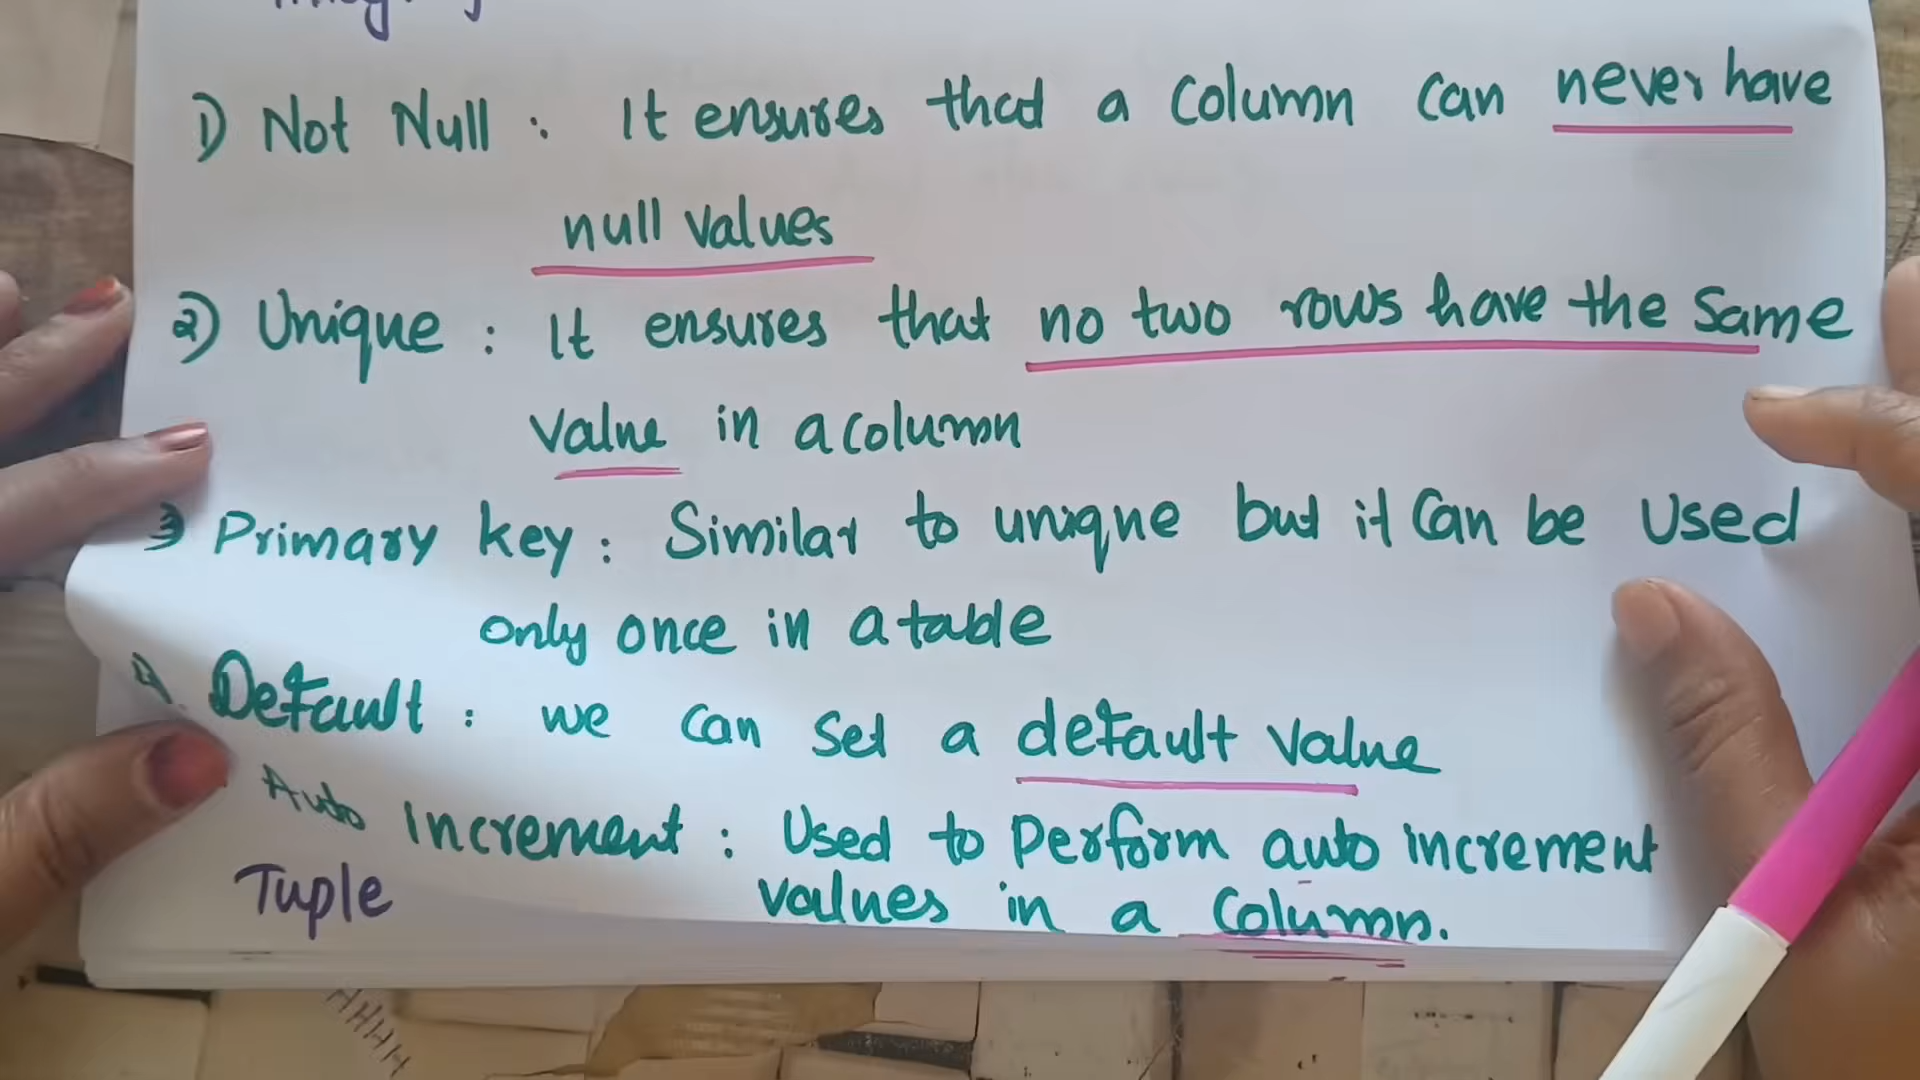 1) Not Null : It ensures that a Column can never have
null values
2) Unique : It ensures that no two rows have the same
value in a column
3 Primary key : Similar to unique but it can be used
only once in a table
4. Default : we can set a default value
Auto increment : Used to perform auto increment
values in a column.
Tuple